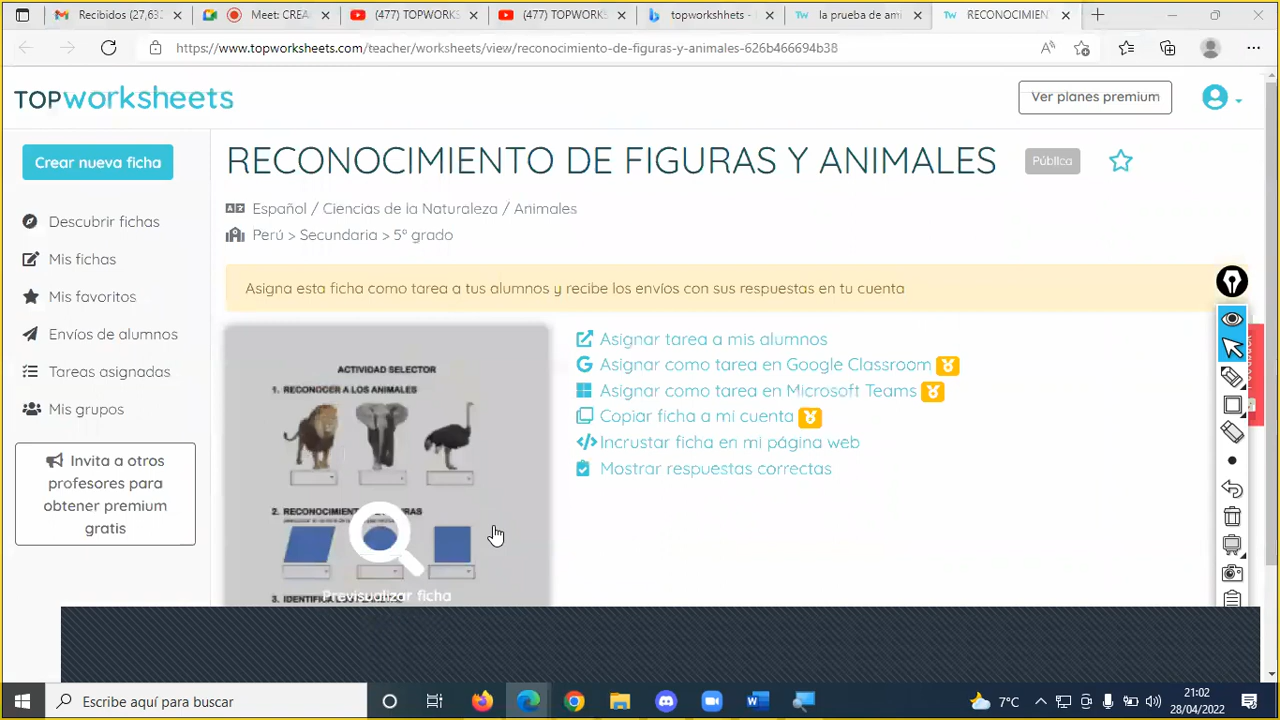 Recibidos (27,632
Meet: CREA
(477) TOPWORKS
(477) TOPWORKS
topworkshhets -
la prueba de ami
RECONOCIMIEN
https://www.topworksheets.com/teacher/worksheets/view/reconocimiento-de-figuras-y-animales-626b466694b38
TOPworksheets
Ver planes premium
Crear nueva ficha
Descubrir fichas
Mis fichas
Mis favoritos
Envíos de alumnos
Tareas asignadas
Mis grupos
Invita a otros
profesores para
obtener premium
gratis
RECONOCIMIENTO DE FIGURAS Y ANIMALES
Pública
Español / Ciencias de la Naturaleza / Animales
Perú > Secundaria > 5º grado
Asigna esta ficha como tarea a tus alumnos y recibe los envíos con sus respuestas en tu cuenta
ACTIVIDAD SELECTOR
1. RECONOCER A LOS ANIMALES
Previsualizar ficha
Asignar tarea a mis alumnos
Asignar como tarea en Google Classroom
Asignar como tarea en Microsoft Teams
Copiar ficha a mi cuenta
Incrustar ficha en mi página web
Mostrar respuestas correctas
Escribe aquí para buscar
7°C
21:02
28/04/2022